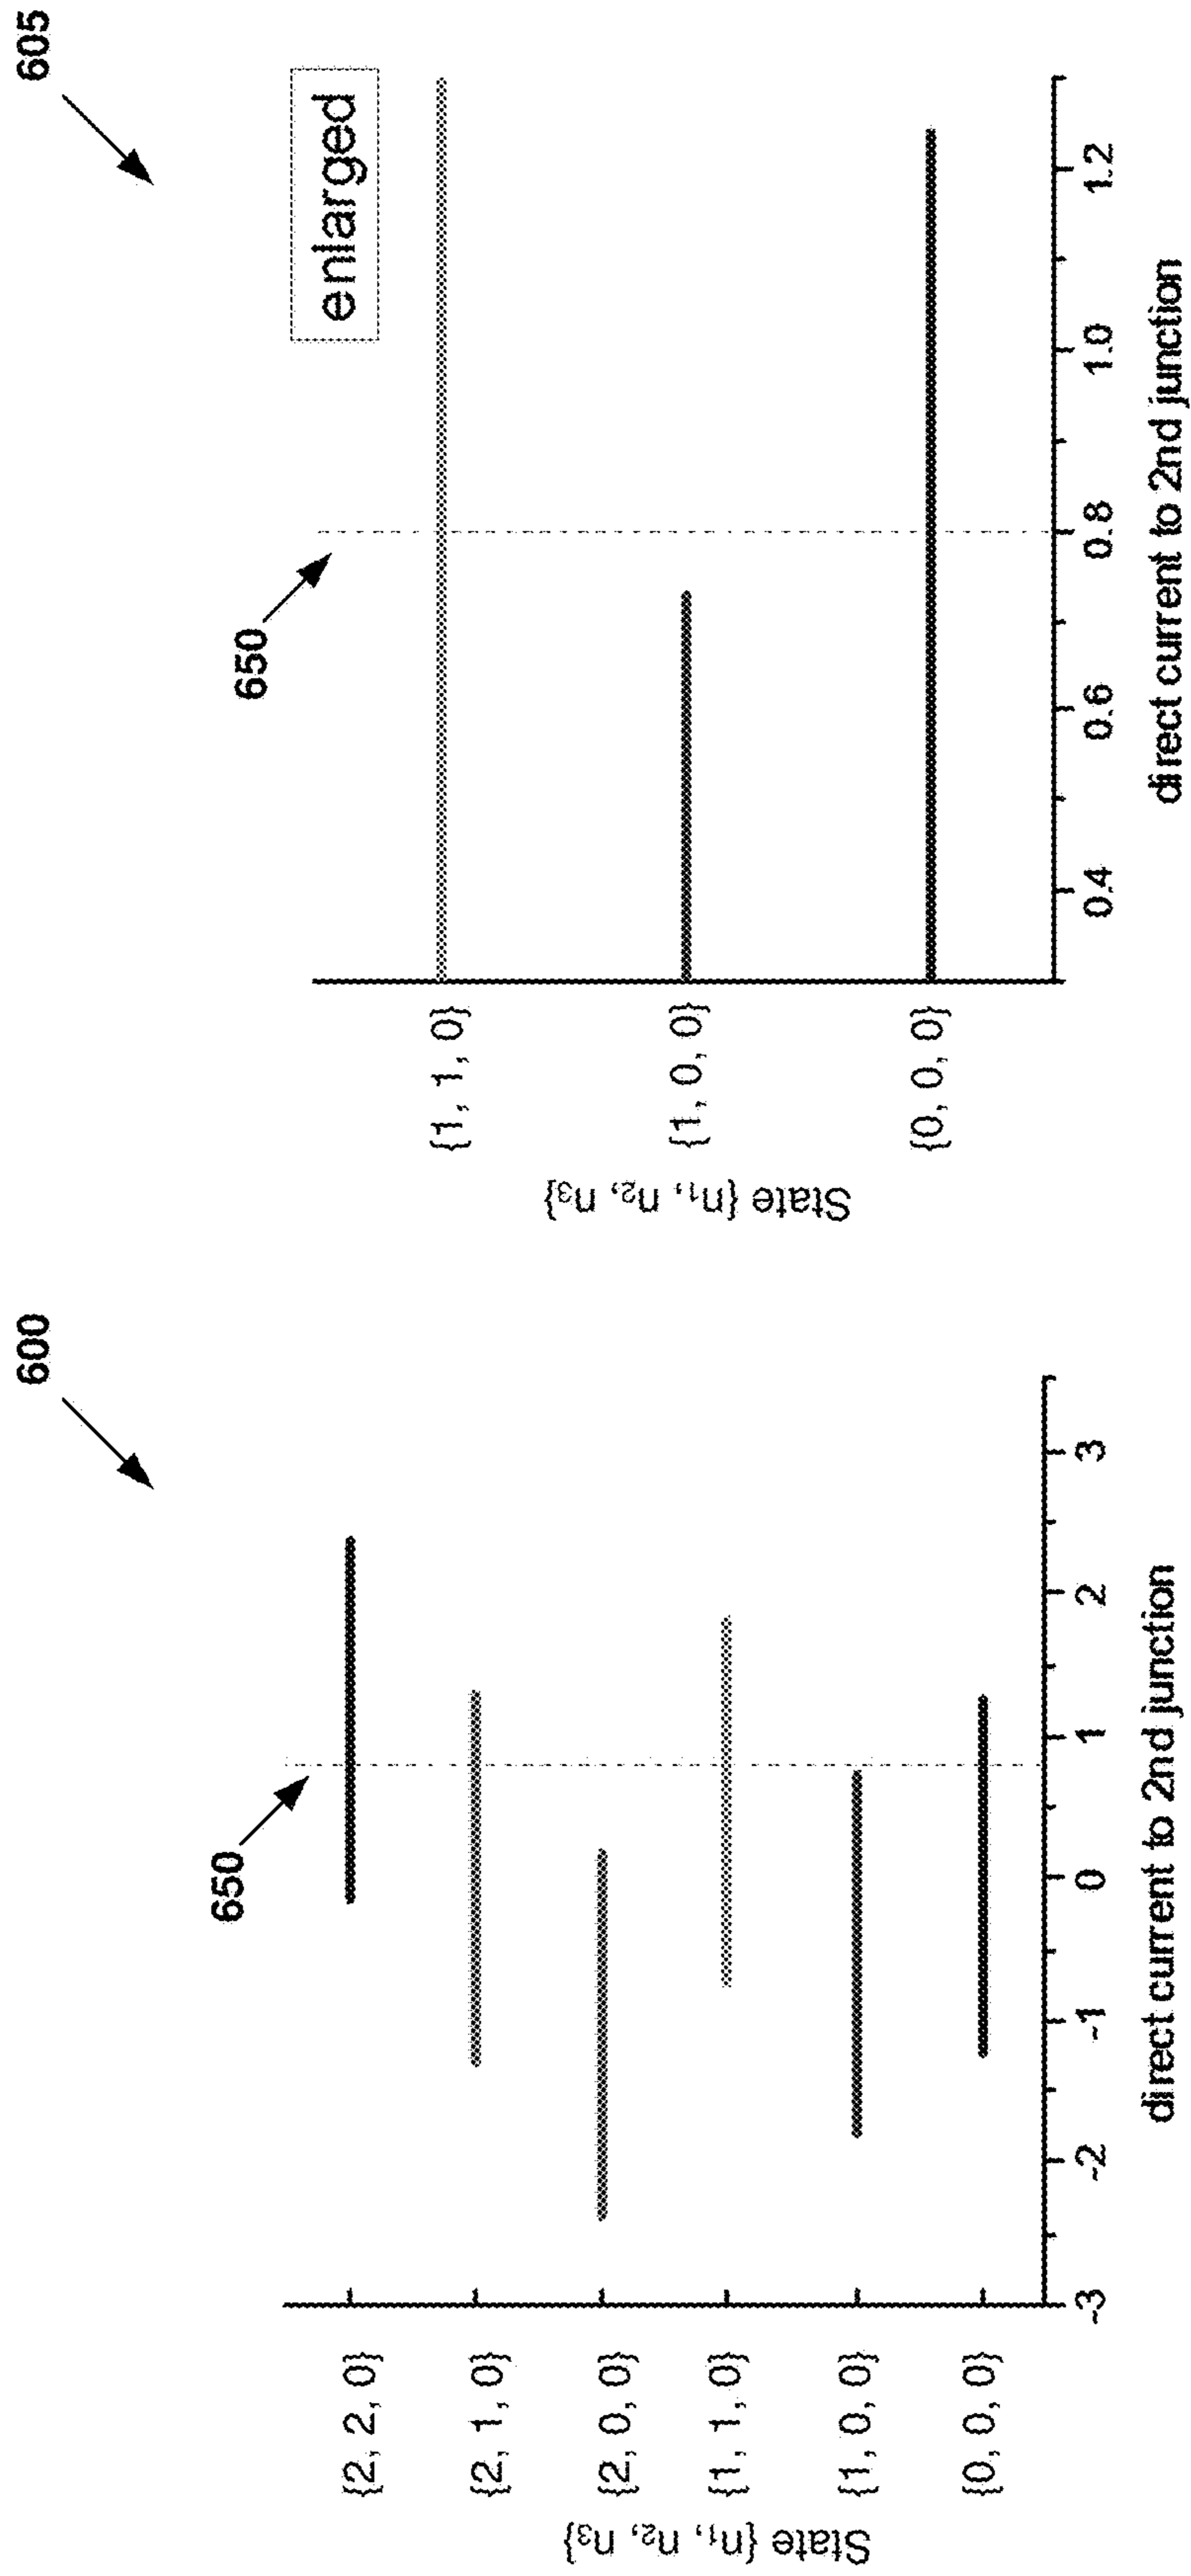 600
650
State {n₁, n₂, n₃}
{2, 2, 0}
{2, 1, 0}
{2, 0, 0}
{1, 1, 0}
{1, 0, 0}
{0, 0, 0}
-3 -2 -1 0 1 2 3
direct current to 2nd junction
605
enlarged
650
State {n₁, n₂, n₃}
{1, 1, 0}
{1, 0, 0}
{0, 0, 0}
0.4 0.6 0.8 1.0 1.2
direct current to 2nd junction